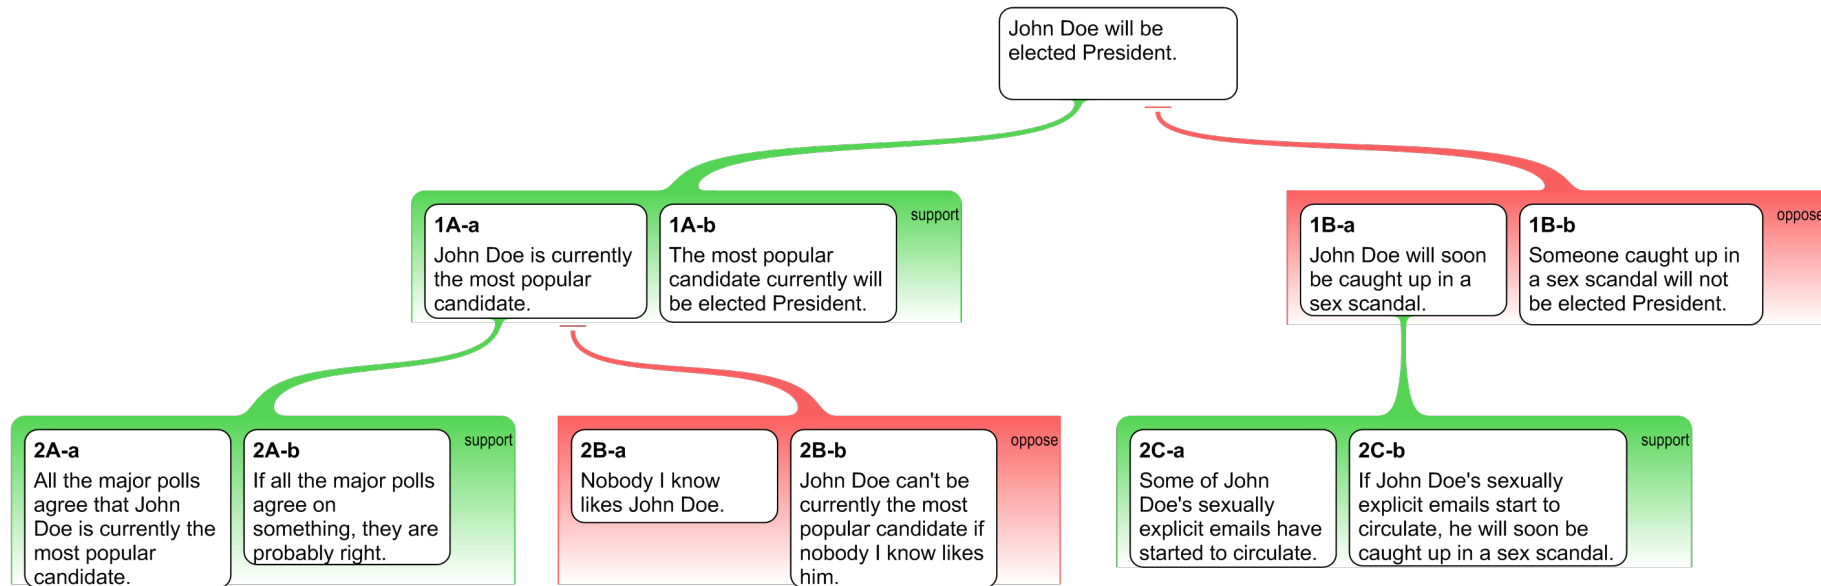 John Doe will be
elected President.
support
1A-a
John Doe is currently
the most popular
candidate.
1A-b
The most popular
candidate currently will
be elected President.
oppose
1B-a
John Doe will soon
be caught up in a
sex scandal.
1B-b
Someone caught up in
a sex scandal will not
be elected President.
support
2A-a
All the major polls
agree that John
Doe is currently the
most popular
candidate.
2A-b
If all the major polls
agree on
something, they are
probably right.
oppose
2B-a
Nobody I know
likes John Doe.
2B-b
John Doe can't be
currently the most
popular candidate if
nobody I know likes
him.
support
2C-a
Some of John
Doe's sexually
explicit emails have
started to circulate.
2C-b
If John Doe's sexually
explicit emails start to
circulate, he will soon be
caught up in a sex scandal.